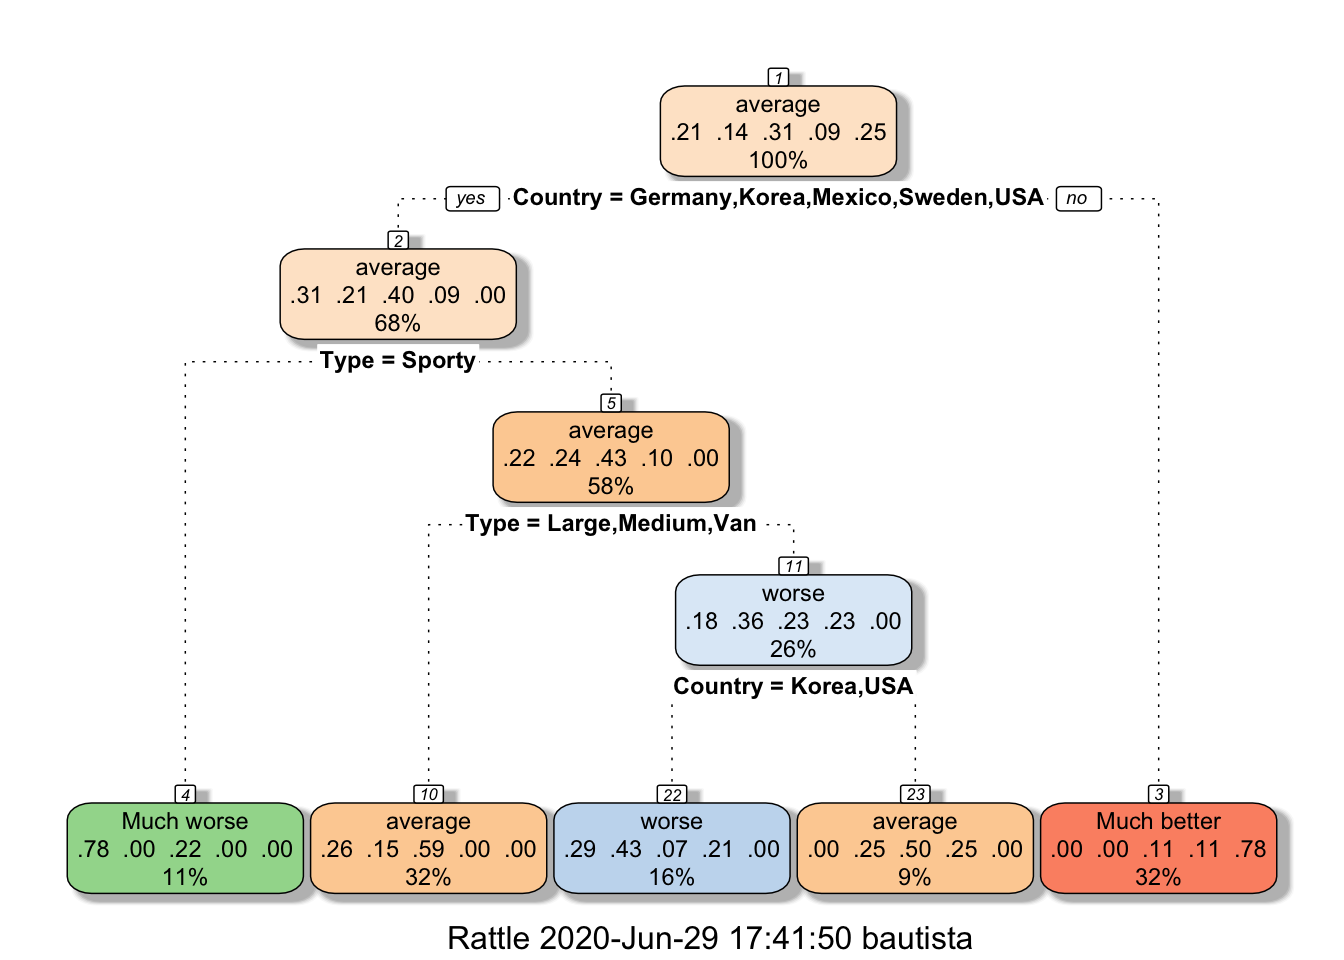 1
average
.21 .14 .31 .09 .25
100%
yes Country = Germany,Korea,Mexico,Sweden,USA no
2
average
.31 .21 .40 .09 .00
68%
Type = Sporty
5
average
.22 .24 .43 .10 .00
58%
Type = Large,Medium,Van
11
worse
.18 .36 .23 .23 .00
26%
Country = Korea,USA
4
Much worse
.78 .00 .22 .00 .00
11%
10
average
.26 .15 .59 .00 .00
32%
22
worse
.29 .43 .07 .21 .00
16%
23
average
.00 .25 .50 .25 .00
9%
3
Much better
.00 .00 .11 .11 .78
32%
Rattle 2020-Jun-29 17:41:50 bautista